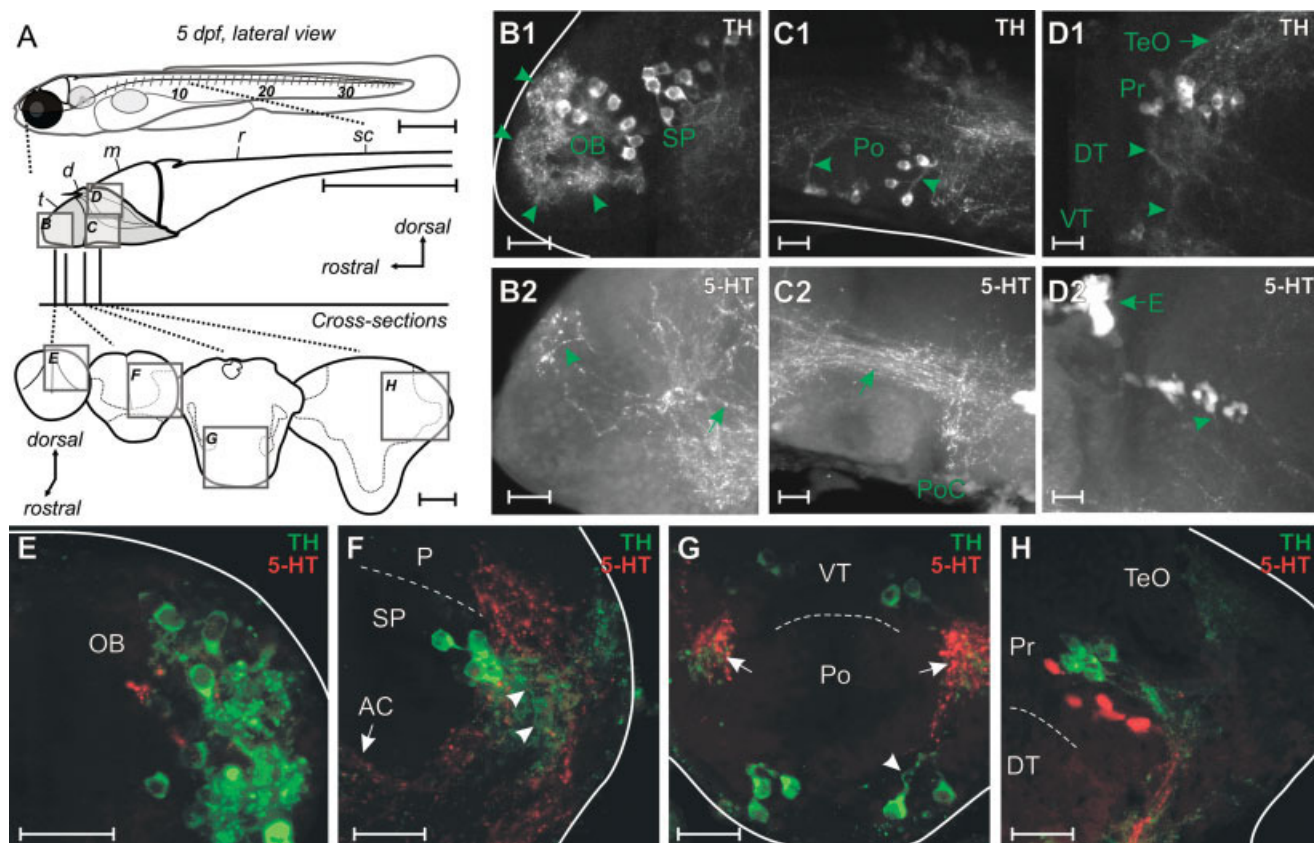 A
5 dpf, lateral view
10 20 30
m r sc
d
t
B D C
dorsal
rostral
Cross-sections
E F G H
dorsal
rostral
B1 TH
OB SP
C1 TH
Po
D1 TH
TeO
Pr
DT
VT
B2 5-HT
C2 5-HT
PoC
D2 5-HT
E
E TH
5-HT
OB
F TH
5-HT
P
SP
AC
G TH
5-HT
VT
Po
H TH
5-HT
TeO
Pr
DT